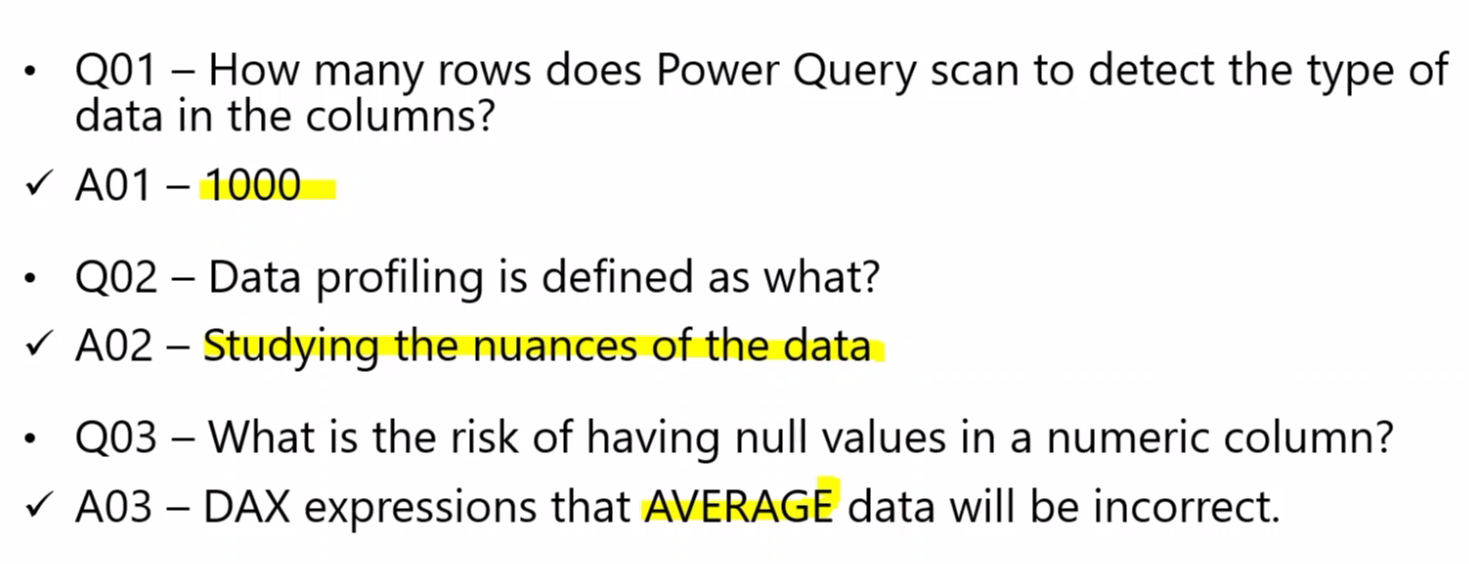 • Q01 – How many rows does Power Query scan to detect the type of
data in the columns?
✓ A01 – 1000
• Q02 – Data profiling is defined as what?
✓ A02 – Studying the nuances of the data
• Q03 – What is the risk of having null values in a numeric column?
✓ A03 – DAX expressions that AVERAGE data will be incorrect.